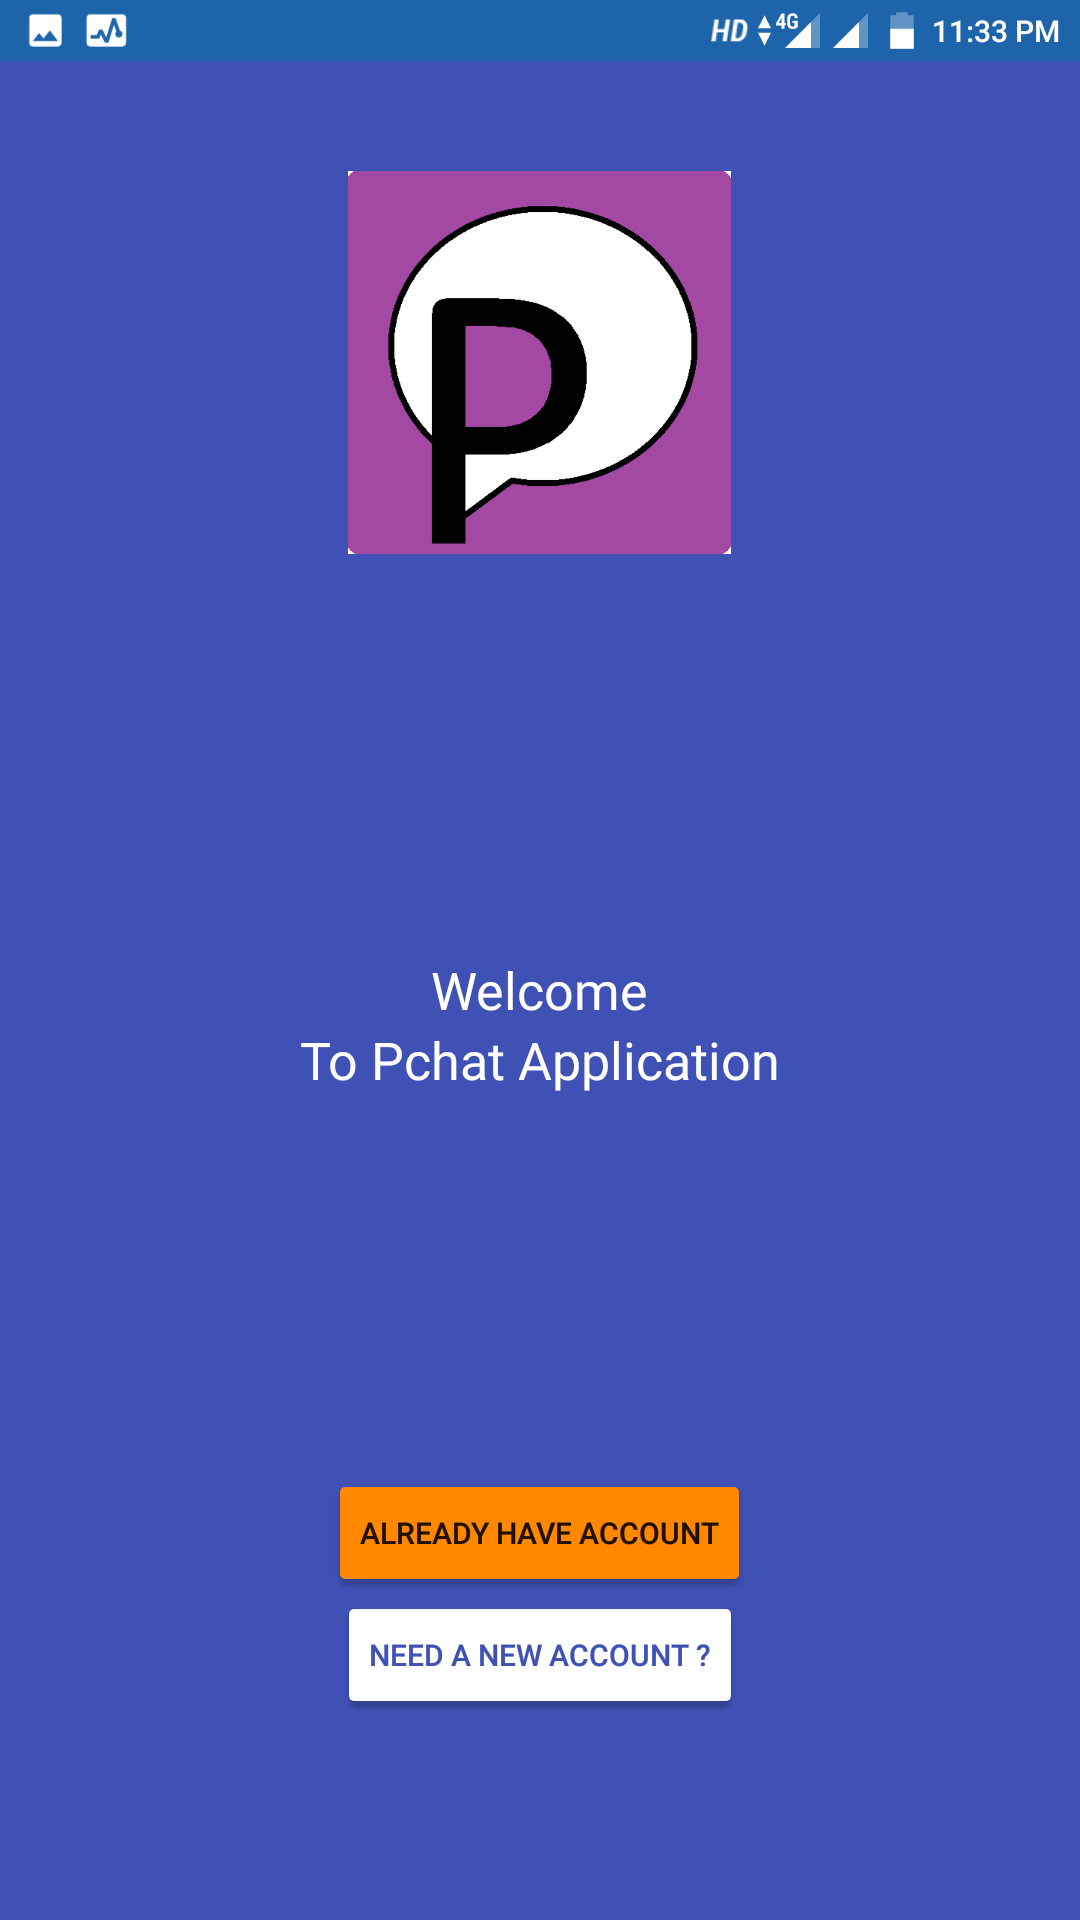 HD 4G 11:33 PM
P
Welcome
To Pchat Application
ALREADY HAVE ACCOUNT
NEED A NEW ACCOUNT ?